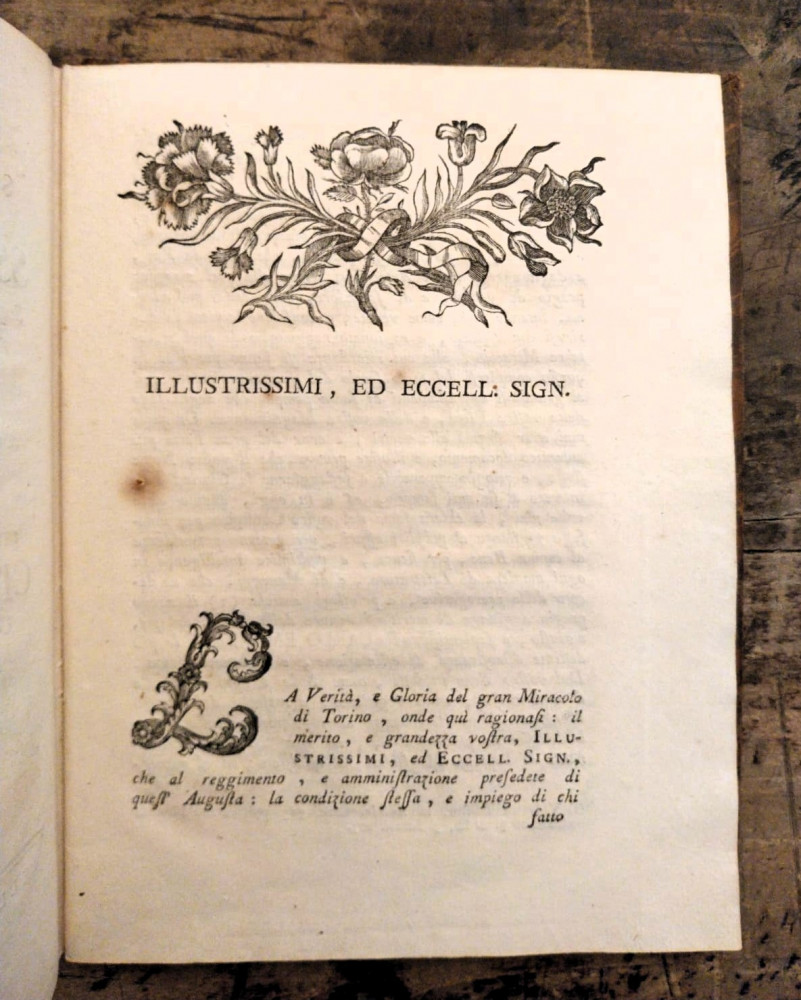 ILLUSTRISSIMI, ED ECCELL: SIGN.
LA Verità, e Gloria del gran Miracolo
di Torino, onde quì ragionaſi: il
merito, e grandezza voſtra, ILLU-
STRISSIMI, ed ECCELL. SIGN.,
che al reggimento, e amminiſtrazione preſedete di
queſt' Auguſta: la condizione ſteſſa, e impiego di chi
fatto